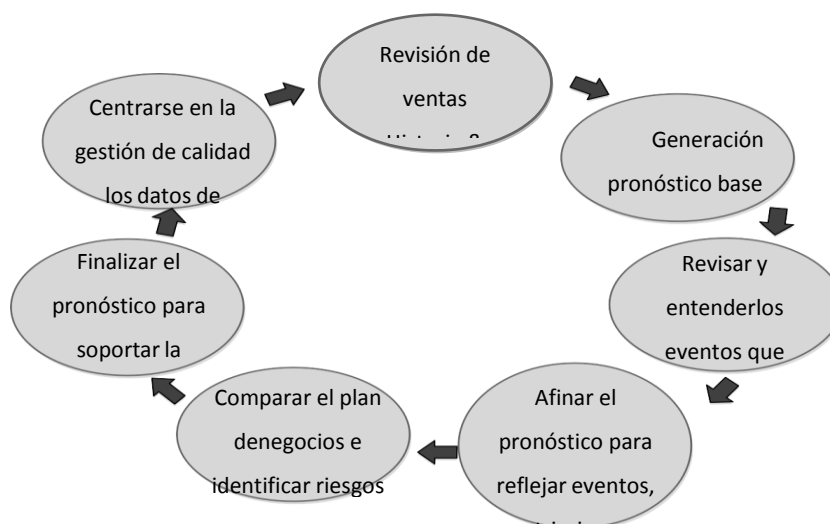 Revisión de
ventas
Generación
pronóstico base
Revisar y
entenderlos
eventos que
Afinar el
pronóstico para
reflejar eventos,
Comparar el plan
denegocios e
identificar riesgos
Finalizar el
pronóstico para
soportar la
Centrarse en la
gestión de calidad
los datos de